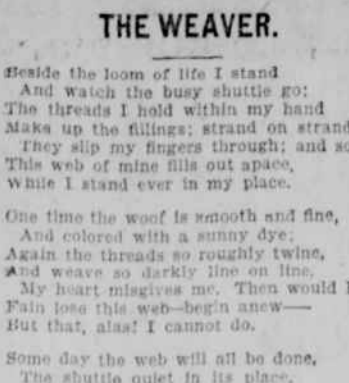 THE WEAVER.
Beside the loom of life I stand
And watch the busy shuttle go;
The threads I hold within my hand
Make up the fillings; strand on strand
They slip my fingers through; and so
This web of mine fills out apace,
While I stand ever in my place.
One time the woof is smooth and fine,
And colored with a sunny dye;
Again the threads so roughly twine,
And weave so darkly line on line,
My heart misgives me. Then would I
Fain lose this web—begin anew—
But that, alas! I cannot do.
Some day the web will all be done,
The shuttle quiet in its place,